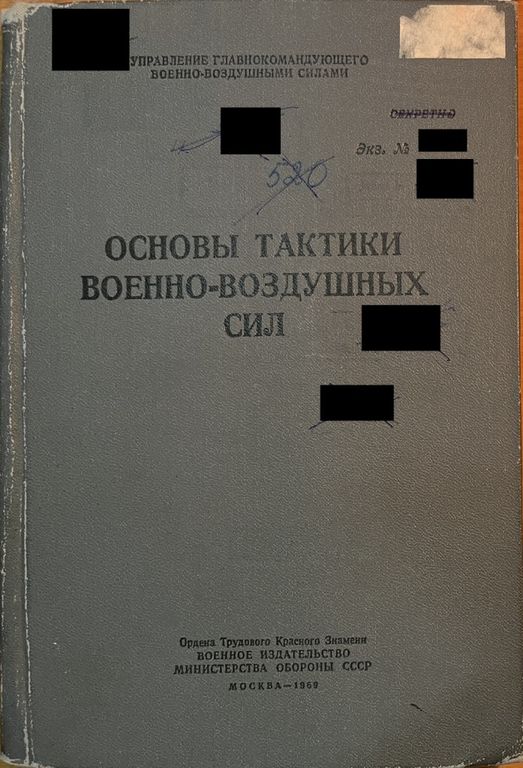 УПРАВЛЕНИЕ ГЛАВНОКОМАНДУЮЩЕГО
ВОЕННО-ВОЗДУШНЫМИ СИЛАМИ
СЕКРЕТНО
Экз. №
520
ОСНОВЫ ТАКТИКИ
ВОЕННО-ВОЗДУШНЫХ
СИЛ
Ордена Трудового Красного Знамени
ВОЕННОЕ ИЗДАТЕЛЬСТВО
МИНИСТЕРСТВА ОБОРОНЫ СССР
МОСКВА—1969